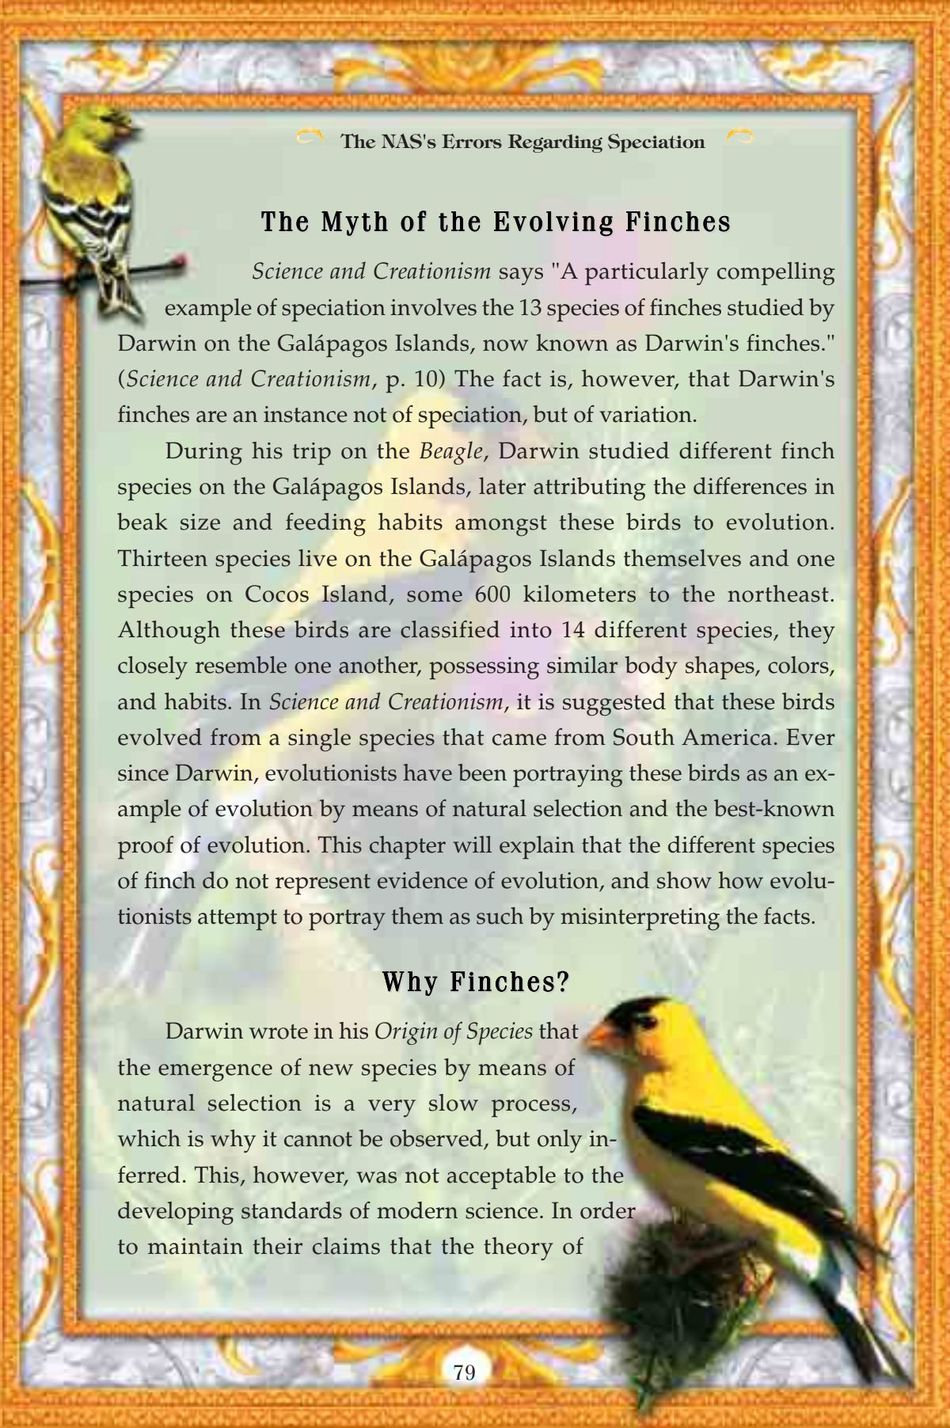 The NAS's Errors Regarding Speciation
The Myth of the Evolving Finches
Science and Creationism says "A particularly compelling
example of speciation involves the 13 species of finches studied by
Darwin on the Galápagos Islands, now known as Darwin's finches."
(Science and Creationism, p. 10) The fact is, however, that Darwin's
finches are an instance not of speciation, but of variation.
During his trip on the Beagle, Darwin studied different finch
species on the Galápagos Islands, later attributing the differences in
beak size and feeding habits amongst these birds to evolution.
Thirteen species live on the Galápagos Islands themselves and one
species on Cocos Island, some 600 kilometers to the northeast.
Although these birds are classified into 14 different species, they
closely resemble one another, possessing similar body shapes, colors,
and habits. In Science and Creationism, it is suggested that these birds
evolved from a single species that came from South America. Ever
since Darwin, evolutionists have been portraying these birds as an ex-
ample of evolution by means of natural selection and the best-known
proof of evolution. This chapter will explain that the different species
of finch do not represent evidence of evolution, and show how evolu-
tionists attempt to portray them as such by misinterpreting the facts.
Why Finches?
Darwin wrote in his Origin of Species that
the emergence of new species by means of
natural selection is a very slow process,
which is why it cannot be observed, but only in-
ferred. This, however, was not acceptable to the
developing standards of modern science. In order
to maintain their claims that the theory of
79